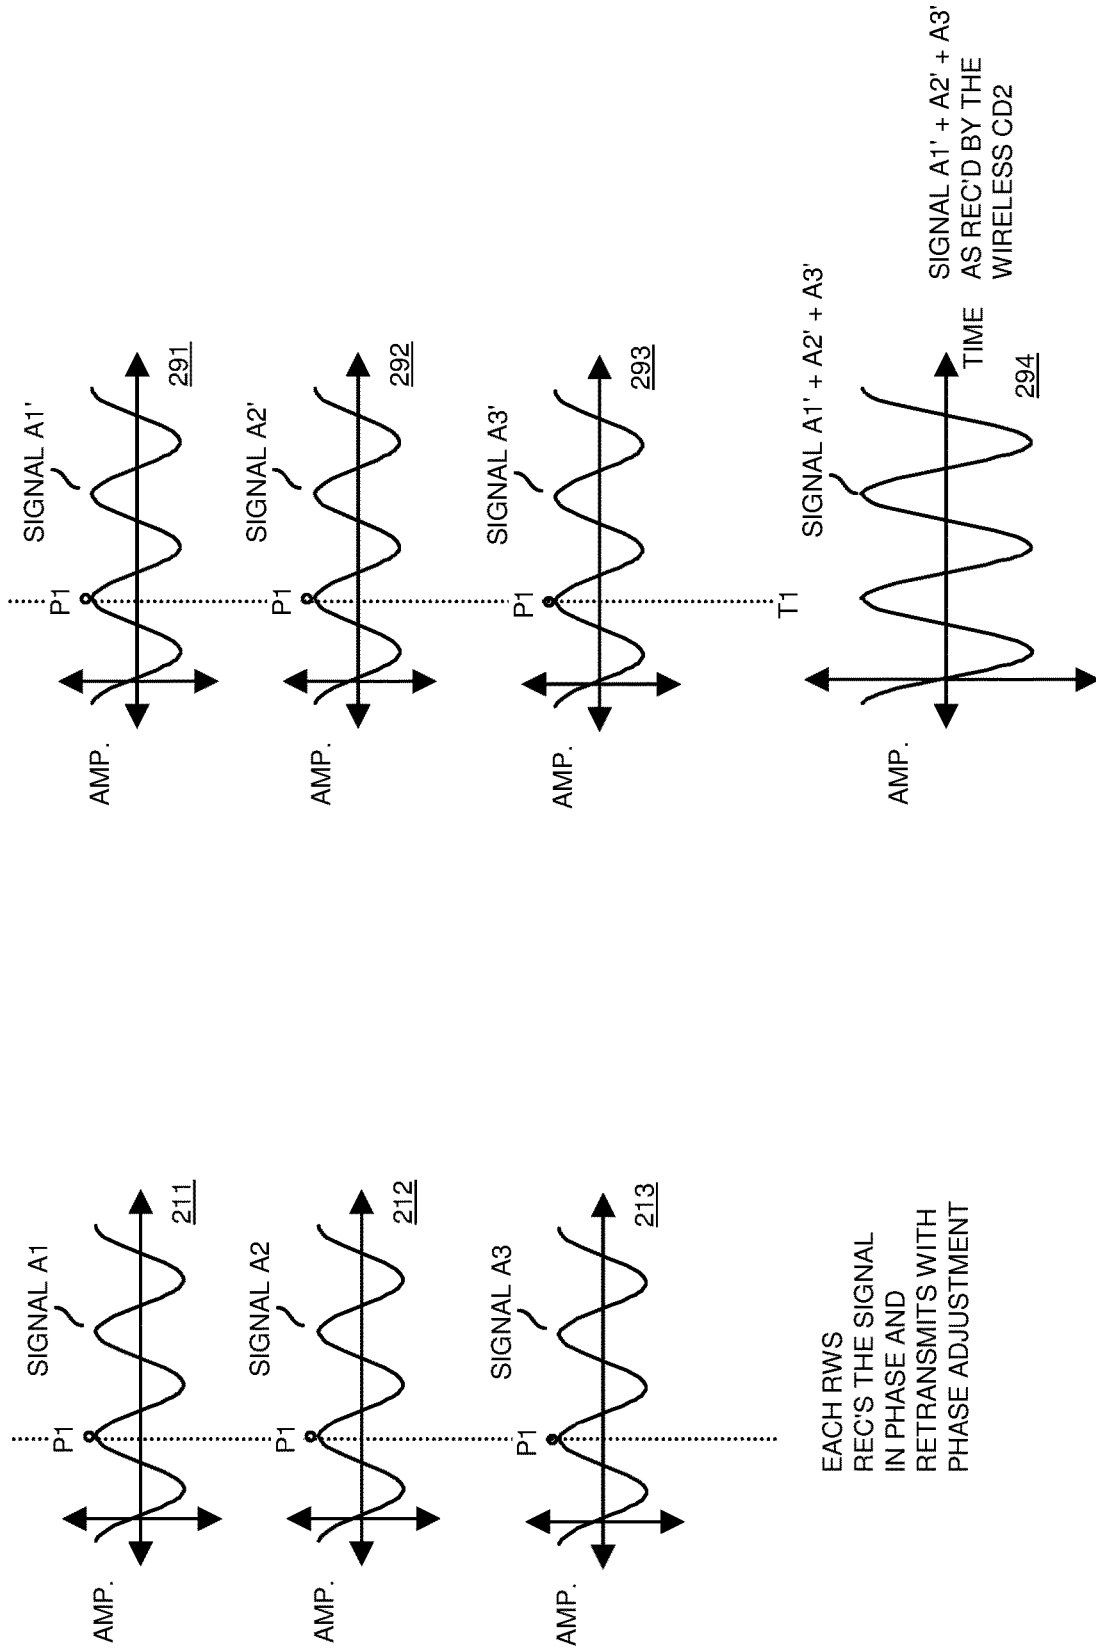 AMP.
P1
SIGNAL A1
211
AMP.
P1
SIGNAL A2
212
AMP.
P1
SIGNAL A3
213
EACH RWS
REC'S THE SIGNAL
IN PHASE AND
RETRANSMITS WITH
PHASE ADJUSTMENT
AMP.
P1
SIGNAL A1'
291
AMP.
P1
SIGNAL A2'
292
AMP.
P1
SIGNAL A3'
293
T1
AMP.
SIGNAL A1' + A2' + A3'
TIME
294
SIGNAL A1' + A2' + A3'
AS REC'D BY THE
WIRELESS CD2